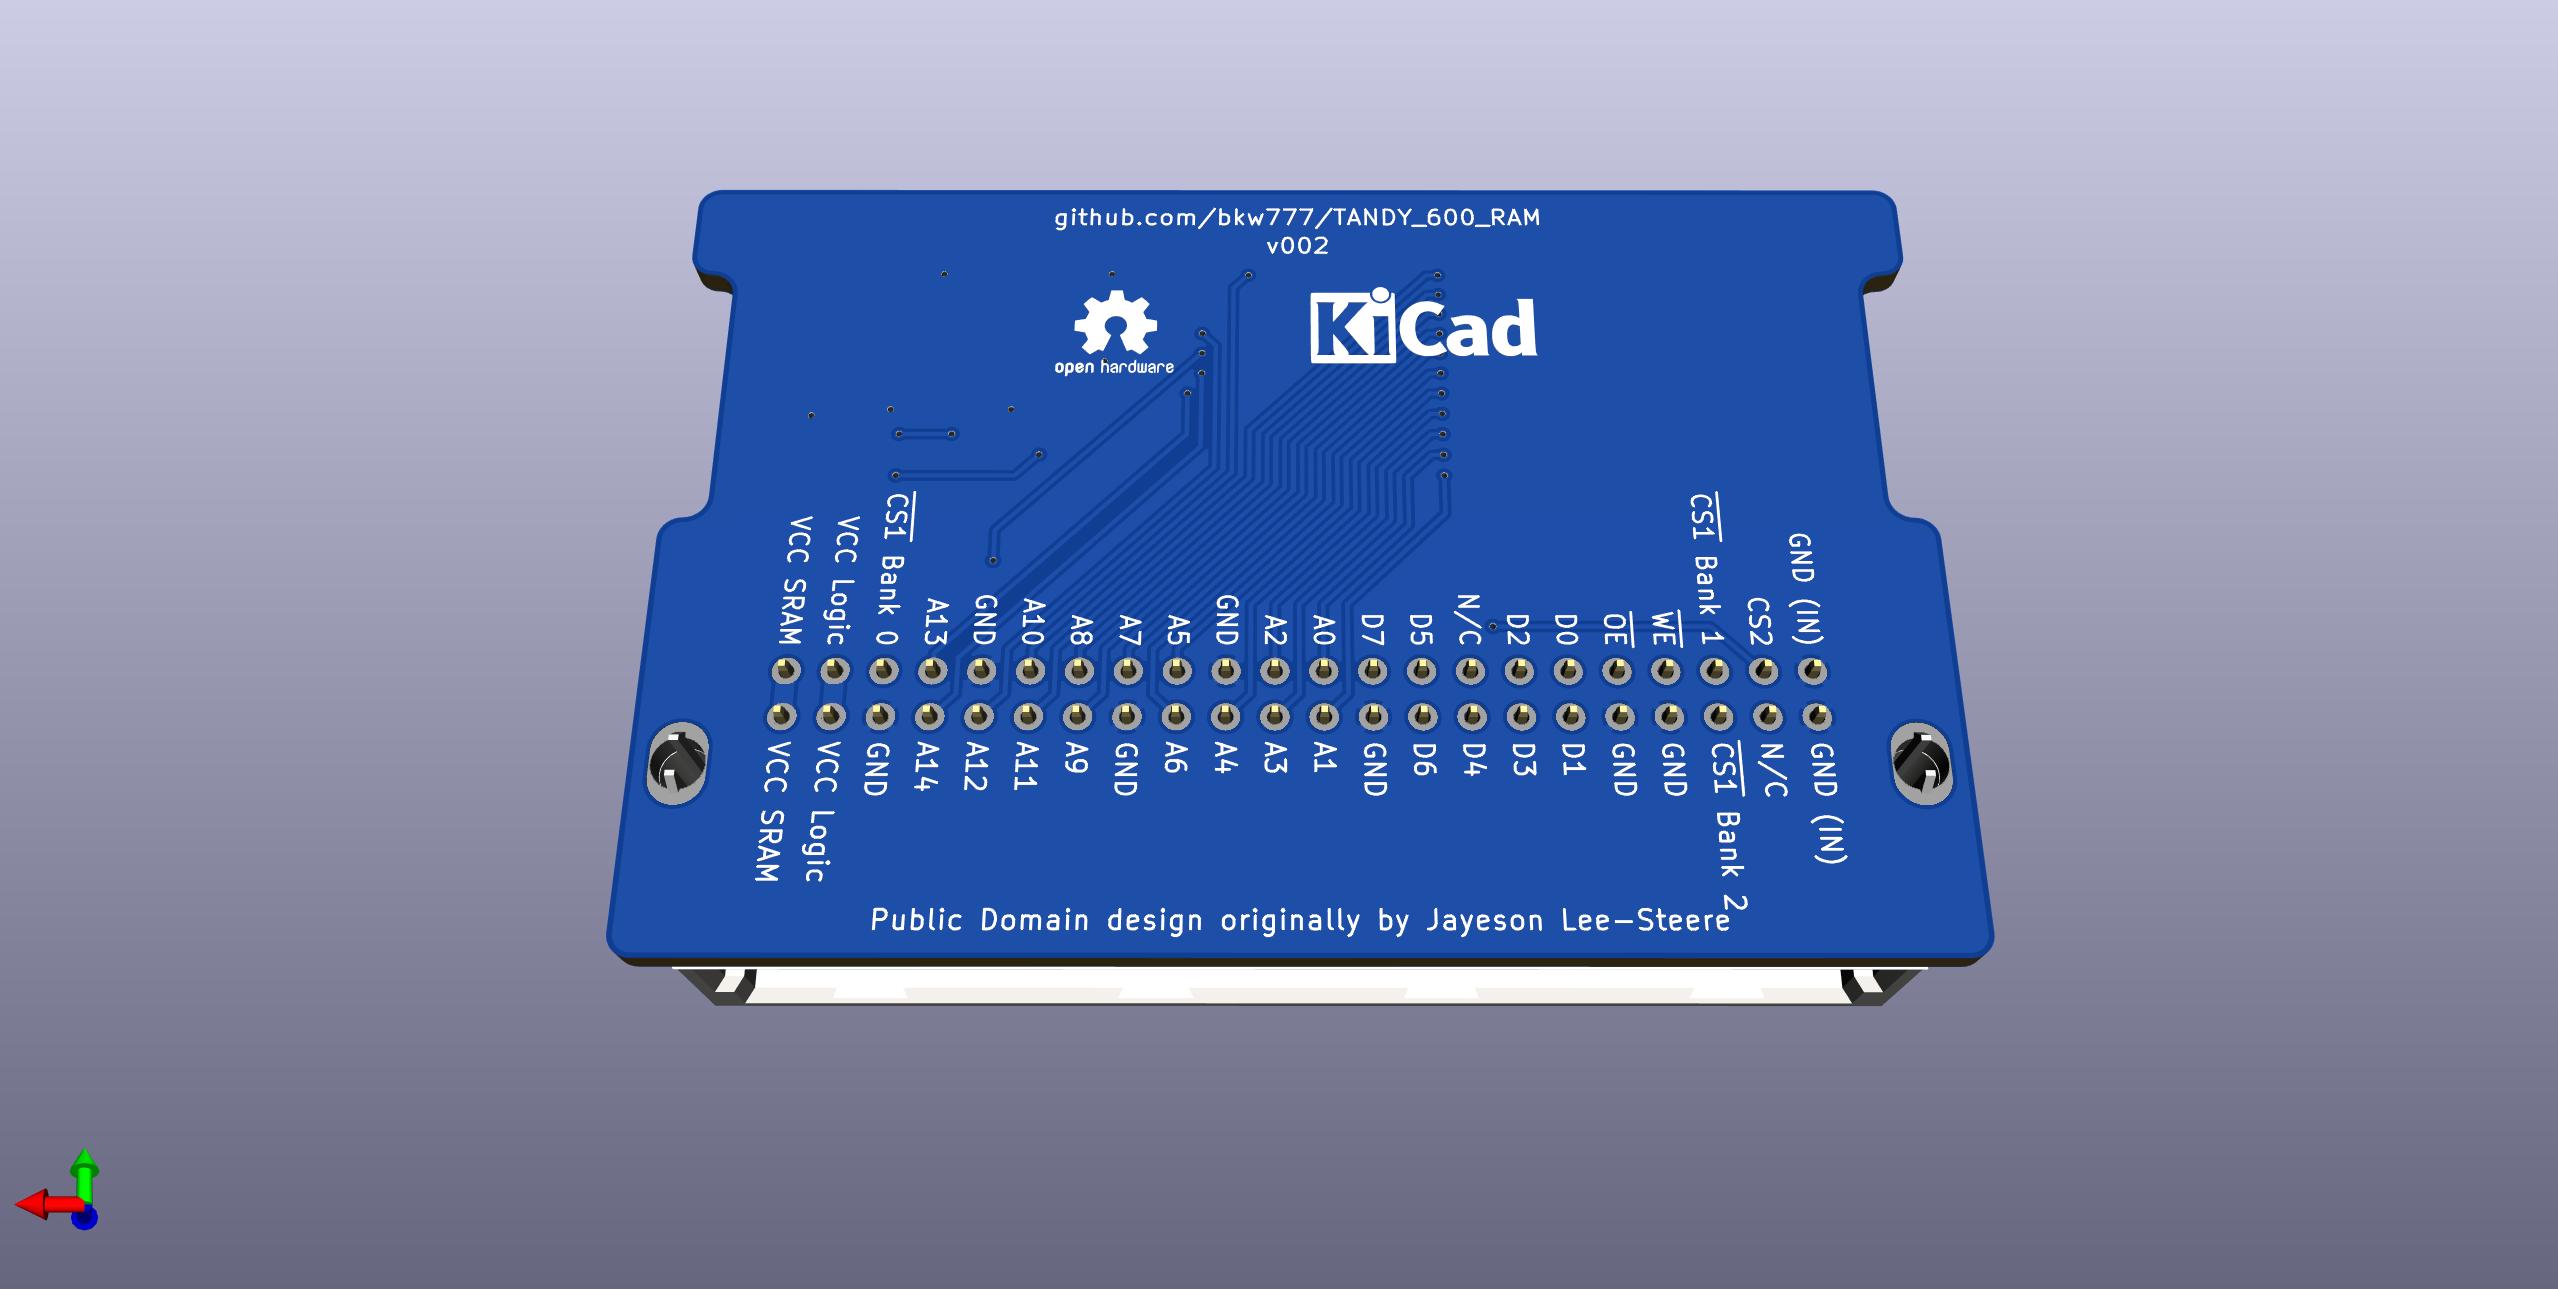 github.com/bkw777/TANDY_600_RAM
v002
open hardware
KiCad
VCC SRAM
VCC Logic
CS1 Bank 0
A13
GND
A10
A8
A7
A5
GND
A2
A0
D7
D5
N/C
D2
D0
OE
WE
CS1 Bank 1
CS2
GND (IN)
VCC SRAM
VCC Logic
GND
A14
A12
A11
A9
GND
A6
A4
A3
A1
GND
D6
D4
D3
D1
GND
GND
CS1 Bank 2
N/C
GND (IN)
Public Domain design originally by Jayeson Lee-Steere